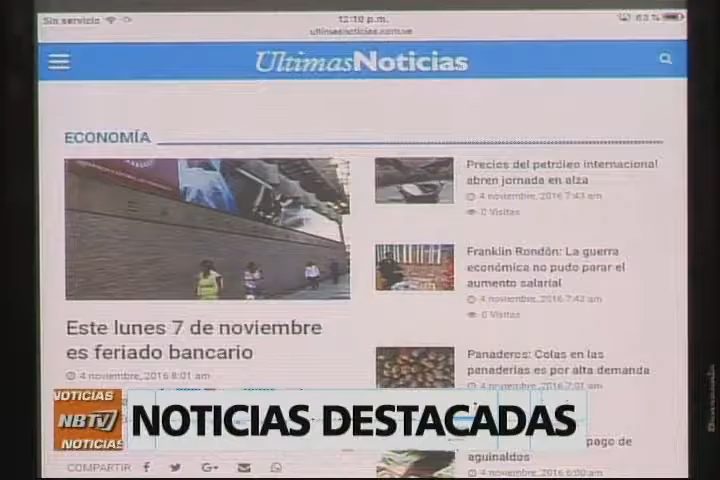 Sin servicio
12:10 p.m.
63 %
ultimasnoticias.com.ve
UltimasNoticias
ECONOMÍA
Precios del petróleo internacional
abren jornada en alza
4 noviembre, 2016 7:43 am
0 Visitas
Franklin Rondón: La guerra
económica no pudo parar el
aumento salarial
4 noviembre, 2016 7:42 am
0 Visitas
Este lunes 7 de noviembre
es feriado bancario
4 noviembre, 2016 8:01 am
Panaderos: Colas en las
panaderías es por alta demanda
4 noviembre, 2016 7:01 am
NOTICIAS
NBTV
NOTICIAS
NOTICIAS DESTACADAS
pago de
aguinaldos
4 noviembre, 2016 6:50 am
COMPARTIR